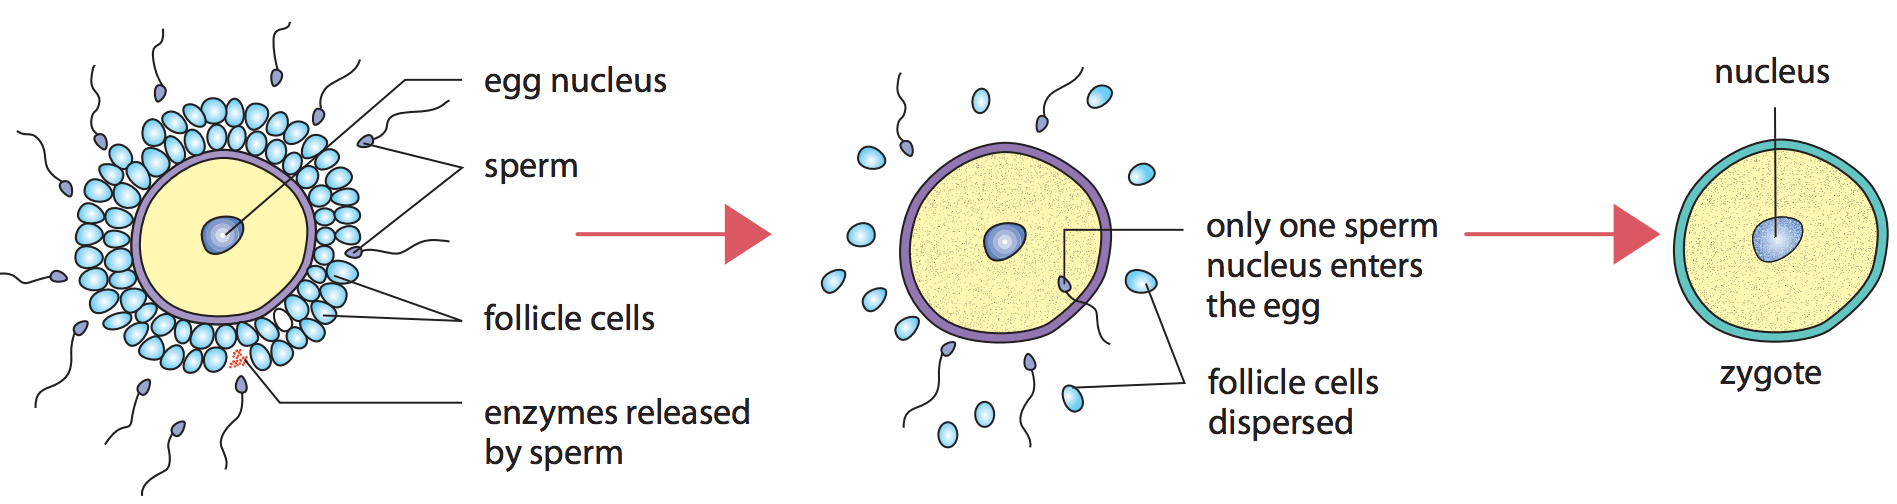 egg nucleus
sperm
follicle cells
enzymes released
by sperm
only one sperm
nucleus enters
the egg
follicle cells
dispersed
nucleus
zygote